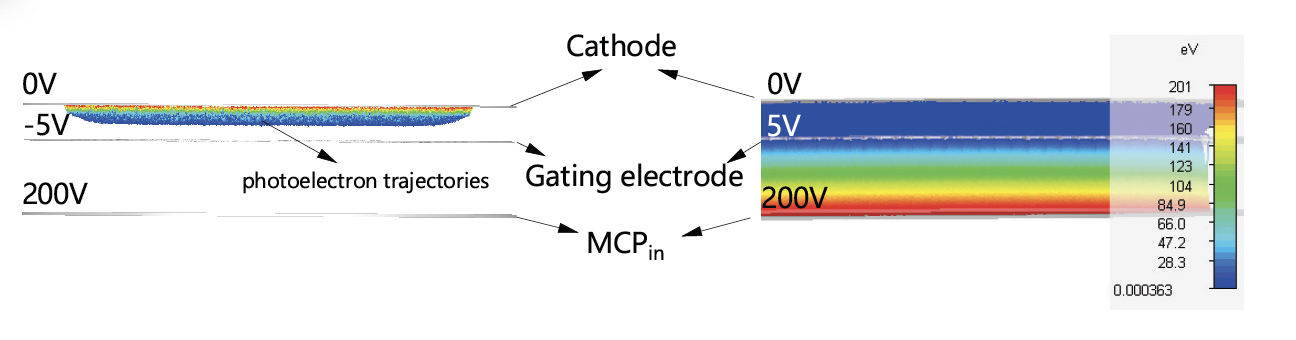 Cathode
0V
-5V
photoelectron trajectories
200V
Gating electrode
MCPin
0V
5V
200V
eV
201
179
160
141
123
104
84.9
66.0
47.2
28.3
0.000363